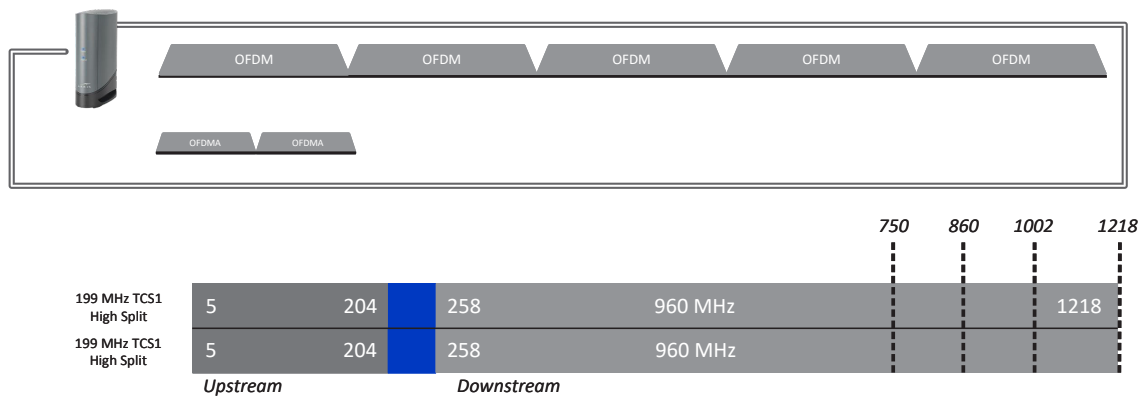 OFDM OFDM OFDM OFDM OFDM
OFDMA OFDMA
750 860 1002 1218
199 MHz TCS1
High Split
5 204 258 960 MHz 1218
199 MHz TCS1
High Split
5 204 258 960 MHz
Upstream Downstream